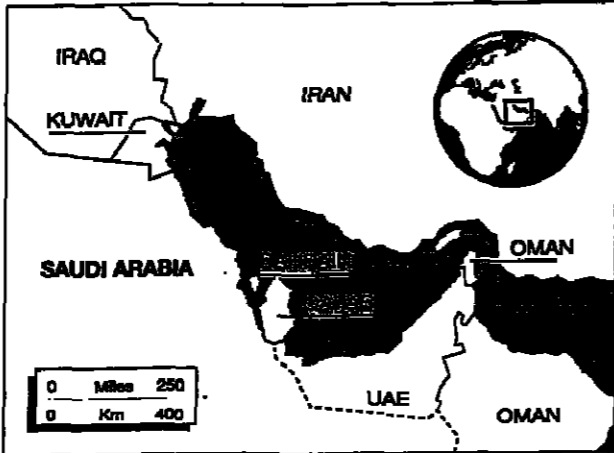 IRAQ
IRAN
KUWAIT
SAUDI ARABIA
OMAN
UAE
OMAN
0 Miles 250
0 Km 400